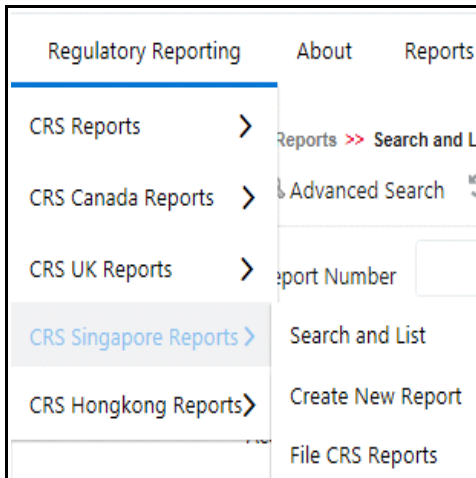 Regulatory Reporting About Reports
CRS Reports
Reports >> Search and L
CRS Canada Reports
Advanced Search
CRS UK Reports
eport Number
CRS Singapore Reports
Search and List
CRS Hongkong Reports
Create New Report
File CRS Reports